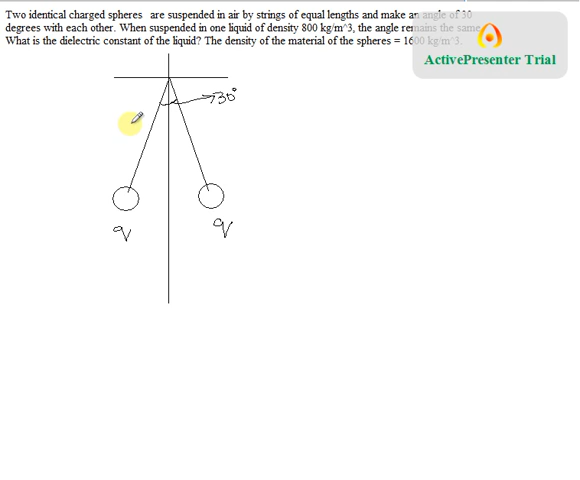 Two identical charged spheres are suspended in air by strings of equal lengths and make an angle of 30
degrees with each other. When suspended in one liquid of density 800 kg/m^3, the angle remains the same.
What is the dielectric constant of the liquid? The density of the material of the spheres = 1600 kg/m^3.
ActivePresenter Trial
30°
q
q